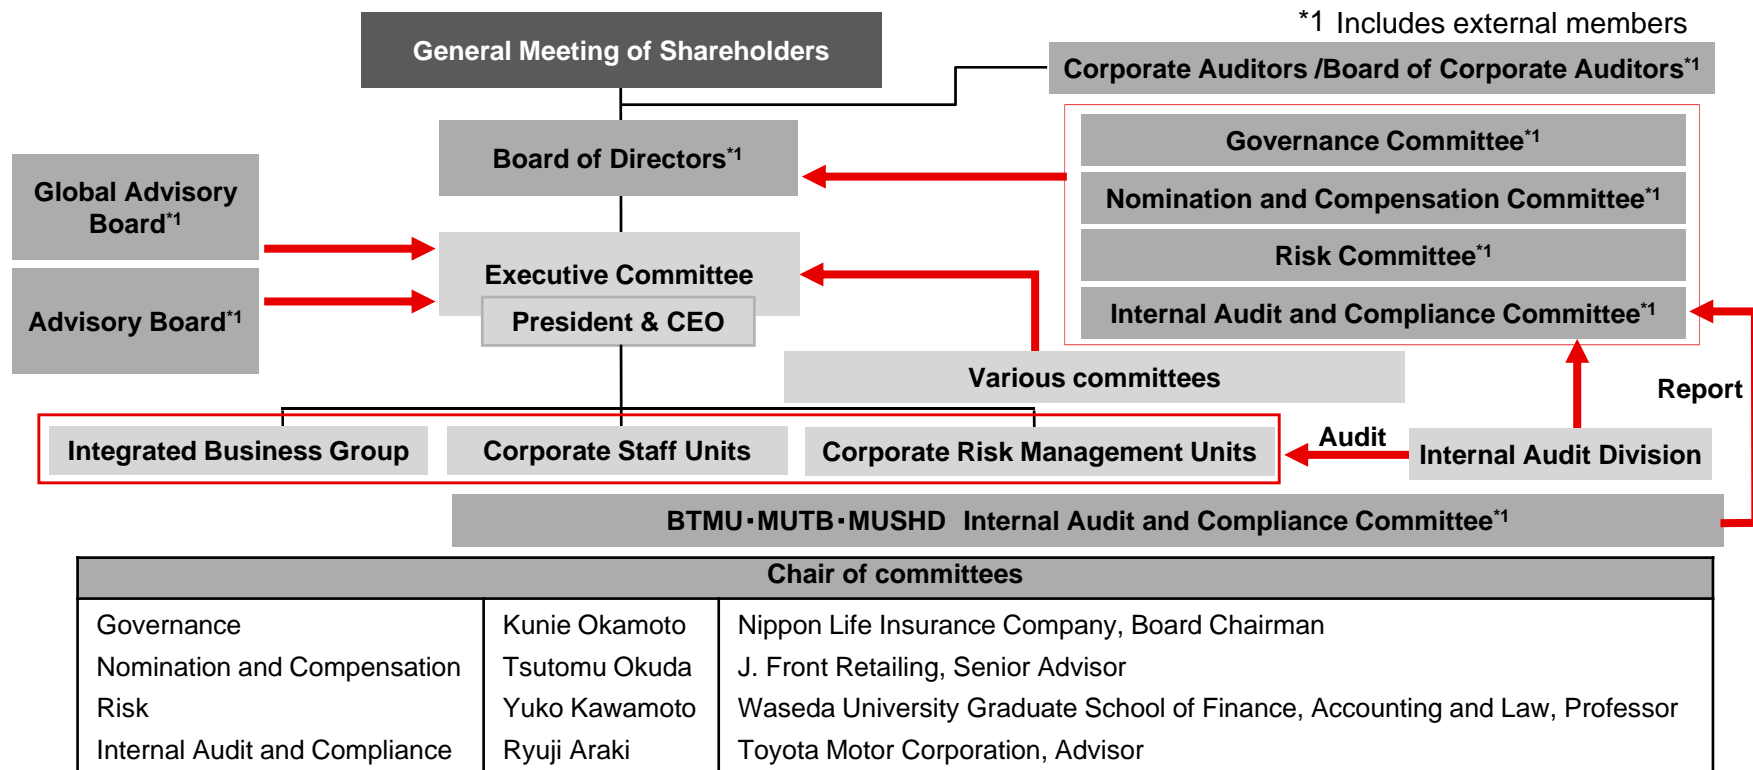 *1 Includes external members
General Meeting of Shareholders
Corporate Auditors /Board of Corporate Auditors*1
Board of Directors*1
Governance Committee*1
Nomination and Compensation Committee*1
Risk Committee*1
Internal Audit and Compliance Committee*1
Global Advisory
Board*1
Advisory Board*1
Executive Committee
President & CEO
Various committees
Report
Integrated Business Group
Corporate Staff Units
Corporate Risk Management Units
Audit
Internal Audit Division
BTMU・MUTB・MUSHD Internal Audit and Compliance Committee*1
Chair of committees
Governance Kunie Okamoto Nippon Life Insurance Company, Board Chairman
Nomination and Compensation Tsutomu Okuda J. Front Retailing, Senior Advisor
Risk Yuko Kawamoto Waseda University Graduate School of Finance, Accounting and Law, Professor
Internal Audit and Compliance Ryuji Araki Toyota Motor Corporation, Advisor